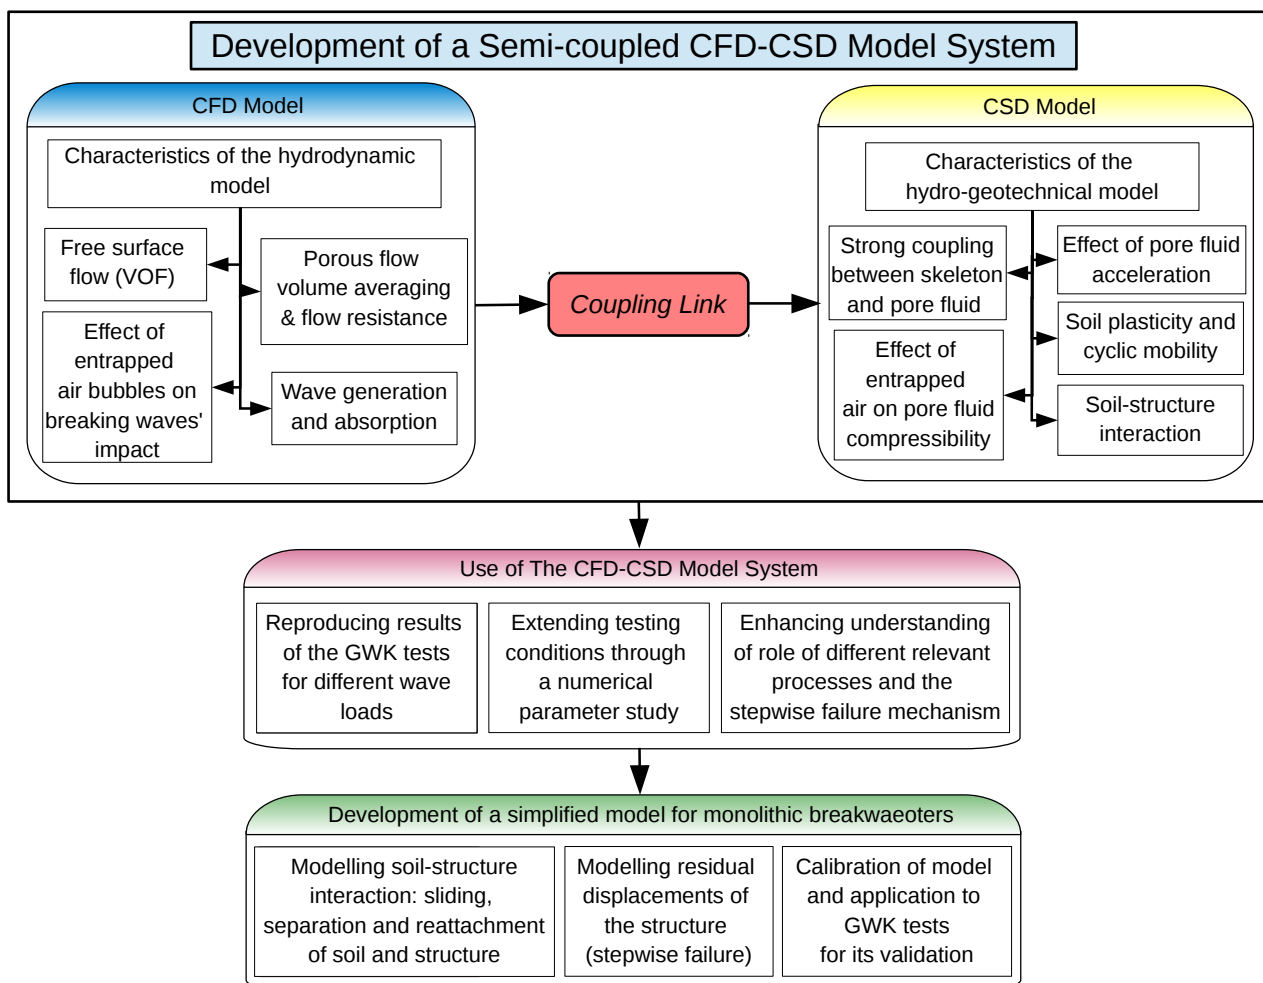 Development of a Semi-coupled CFD-CSD Model System
CFD Model
Characteristics of the hydrodynamic
model
Free surface
flow (VOF)
Porous flow
volume averaging
& flow resistance
Effect of
entrapped
air bubbles on
breaking waves'
impact
Wave generation
and absorption
Coupling Link
CSD Model
Characteristics of the
hydro-geotechnical model
Strong coupling
between skeleton
and pore fluid
Effect of pore fluid
acceleration
Soil plasticity and
cyclic mobility
Effect of
entrapped
air on pore fluid
compressibility
Soil-structure
interaction
Use of The CFD-CSD Model System
Reproducing results
of the GWK tests
for different wave
loads
Extending testing
conditions through
a numerical
parameter study
Enhancing understanding
of role of different relevant
processes and the
stepwise failure mechanism
Development of a simplified model for monolithic breakwaeoters
Modelling soil-structure
interaction: sliding,
separation and reattachment
of soil and structure
Modelling residual
displacements of
the structure
(stepwise failure)
Calibration of model
and application to
GWK tests
for its validation